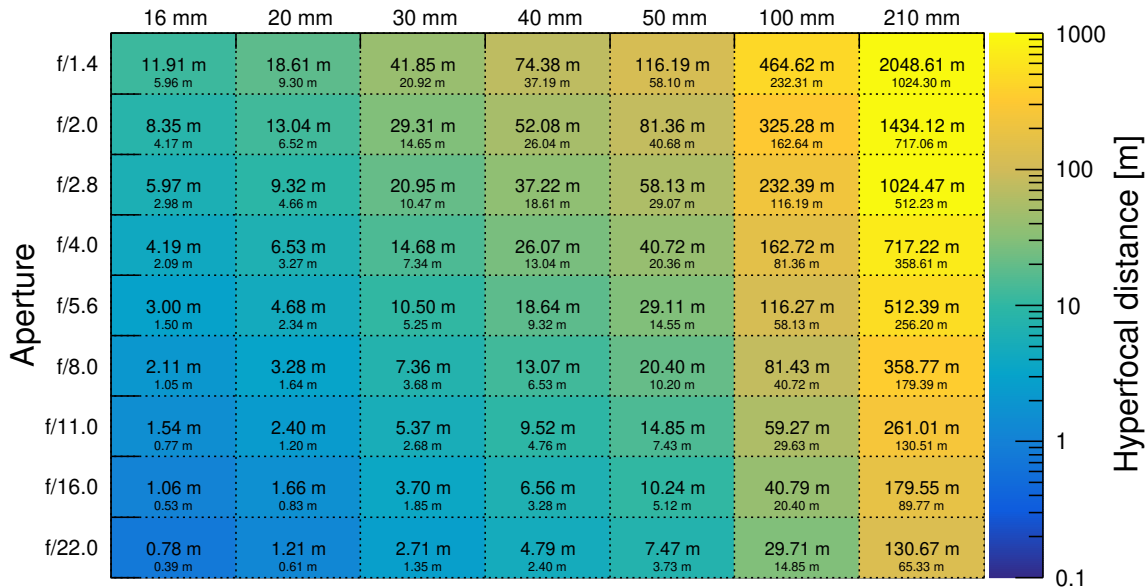 16 mm 20 mm 30 mm 40 mm 50 mm 100 mm 210 mm
f/1.4 11.91 m 18.61 m 41.85 m 74.38 m 116.19 m 464.62 m 2048.61 m 1000
5.96 m 9.30 m 20.92 m 37.19 m 58.10 m 232.31 m 1024.30 m
f/2.0 8.35 m 13.04 m 29.31 m 52.08 m 81.36 m 325.28 m 1434.12 m
4.17 m 6.52 m 14.65 m 26.04 m 40.68 m 162.64 m 717.06 m
f/2.8 5.97 m 9.32 m 20.95 m 37.22 m 58.13 m 232.39 m 1024.47 m 100
2.98 m 4.66 m 10.47 m 18.61 m 29.07 m 116.19 m 512.23 m
f/4.0 4.19 m 6.53 m 14.68 m 26.07 m 40.72 m 162.72 m 717.22 m
2.09 m 3.27 m 7.34 m 13.04 m 20.36 m 81.36 m 358.61 m
f/5.6 3.00 m 4.68 m 10.50 m 18.64 m 29.11 m 116.27 m 512.39 m 10
1.50 m 2.34 m 5.25 m 9.32 m 14.55 m 58.13 m 256.20 m
f/8.0 2.11 m 3.28 m 7.36 m 13.07 m 20.40 m 81.43 m 358.77 m
1.05 m 1.64 m 3.68 m 6.53 m 10.20 m 40.72 m 179.39 m
f/11.0 1.54 m 2.40 m 5.37 m 9.52 m 14.85 m 59.27 m 261.01 m 1
0.77 m 1.20 m 2.68 m 4.76 m 7.43 m 29.63 m 130.51 m
f/16.0 1.06 m 1.66 m 3.70 m 6.56 m 10.24 m 40.79 m 179.55 m
0.53 m 0.83 m 1.85 m 3.28 m 5.12 m 20.40 m 89.77 m
f/22.0 0.78 m 1.21 m 2.71 m 4.79 m 7.47 m 29.71 m 130.67 m
0.39 m 0.61 m 1.35 m 2.40 m 3.73 m 14.85 m 65.33 m 0.1
Aperture
Hyperfocal distance [m]